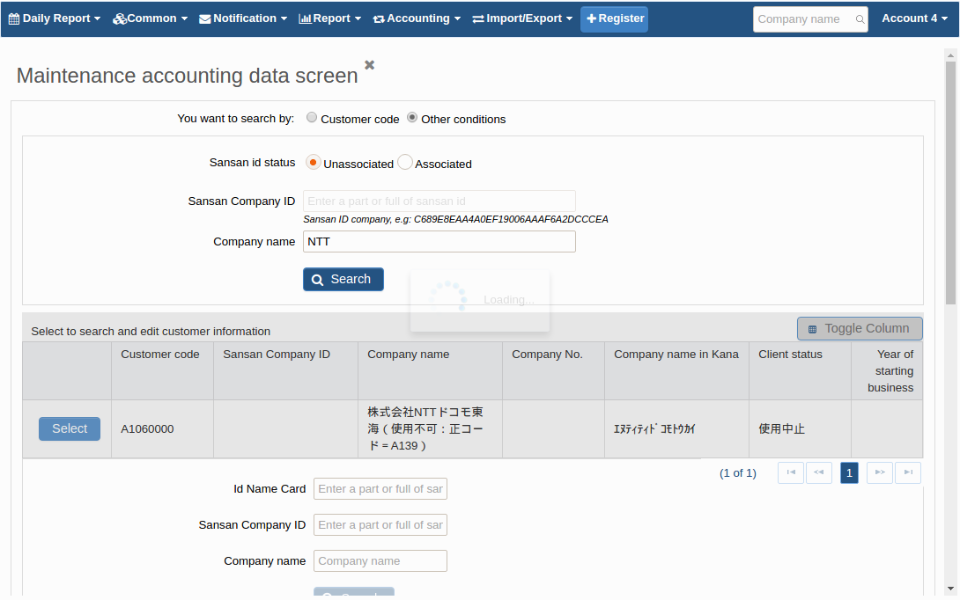 Daily Report Common Notification Report Accounting Import/Export Register Company name Account 4
Maintenance accounting data screen
You want to search by: Customer code Other conditions
Sansan id status Unassociated Associated
Sansan Company ID Enter a part or full of sansan id
Sansan ID company, e.g: C689E8EAA4A0EF19006AAAF6A2DCCCEA
Company name NTT
Search
Loading...
Select to search and edit customer information Toggle Column
Customer code Sansan Company ID Company name Company No. Company name in Kana Client status Year of
starting
business
Select A1060000 株式会社NTTドコモ東
海（使用不可：正コー
ド＝A139） ｴﾇﾃｨﾃｨﾄﾞｺﾓﾄｳｶｲ 使用中止
(1 of 1) 1
Id Name Card Enter a part or full of sar
Sansan Company ID Enter a part or full of sar
Company name Company name